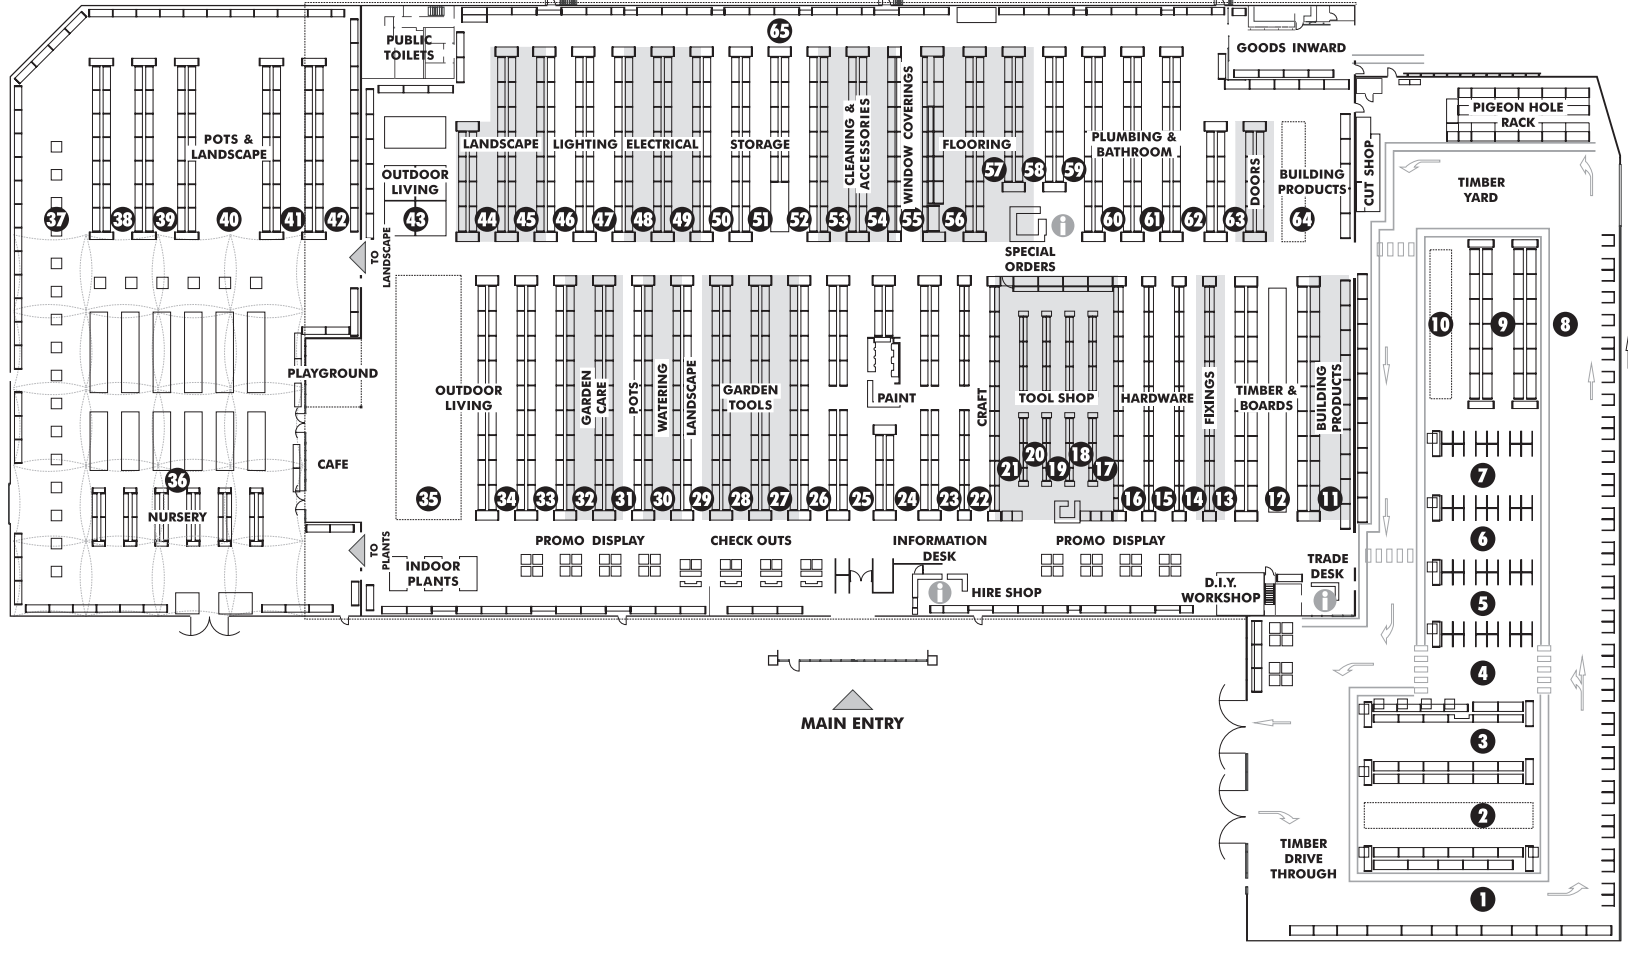 65
PUBLIC
TOILETS
GOODS INWARD
PIGEON HOLE
RACK
POTS &
LANDSCAPE
LANDSCAPE
LIGHTING
ELECTRICAL
STORAGE
CLEANING &
ACCESSORIES
WINDOW COVERINGS
FLOORING
PLUMBING &
BATHROOM
DOORS
BUILDING
PRODUCTS
CUT SHOP
TIMBER
YARD
OUTDOOR
LIVING
57
58
59
37
38
39
40
41
42
43
44
45
46
47
48
49
50
51
52
53
54
55
56
i
60
61
62
63
64
TO
LANDSCAPE
SPECIAL
ORDERS
10
9
8
PLAYGROUND
OUTDOOR
LIVING
GARDEN
CARE
POTS
WATERING
LANDSCAPE
GARDEN
TOOLS
PAINT
CRAFT
TOOL SHOP
HARDWARE
FIXINGS
TIMBER &
BOARDS
BUILDING
PRODUCTS
CAFE
36
NURSERY
21
20
19
18
17
7
35
34
33
32
31
30
29
28
27
26
25
24
23
22
16
15
14
13
12
11
TO
PLANTS
INDOOR
PLANTS
PROMO DISPLAY
CHECK OUTS
INFORMATION
DESK
PROMO DISPLAY
TRADE
DESK
6
i
HIRE SHOP
D.I.Y.
WORKSHOP
i
5
4
MAIN ENTRY
3
2
TIMBER
DRIVE
THROUGH
1